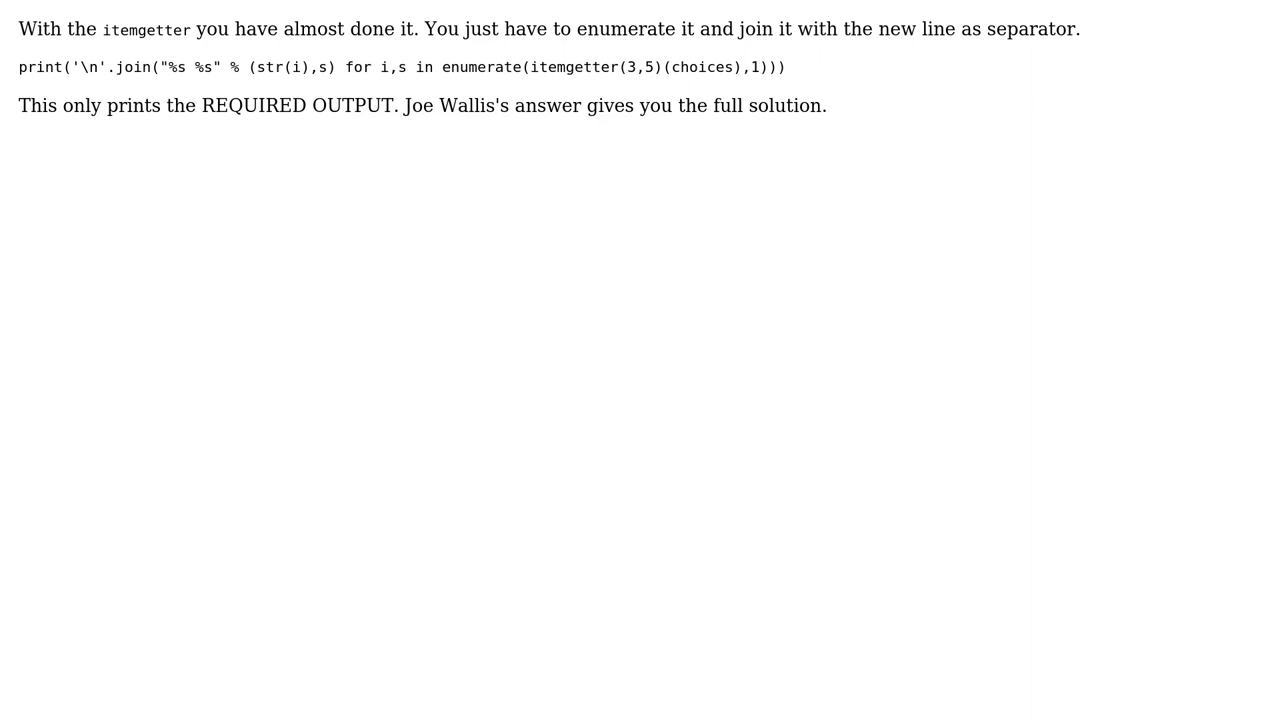 With the itemgetter you have almost done it. You just have to enumerate it and join it with the new line as separator.
print('\n'.join("%s %s" % (str(i),s) for i,s in enumerate(itemgetter(3,5)(choices),1)))
This only prints the REQUIRED OUTPUT. Joe Wallis's answer gives you the full solution.